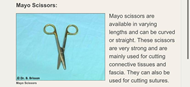 Mayo Scissors:
Mayo scissors are
available in varying
lengths and can be curved
or straight. These scissors
are very strong and are
mainly used for cutting
connective tissues and
fascia. They can also be
used for cutting sutures.
Mayo Scissors